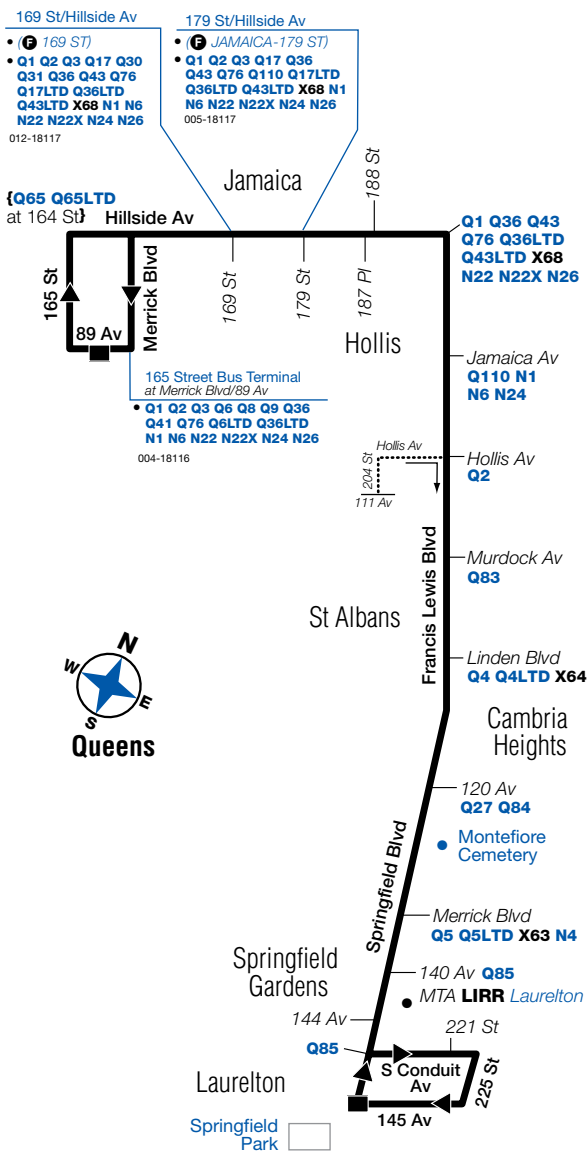 169 St/Hillside Av
• (F 169 ST)
• Q1 Q2 Q3 Q17 Q30
Q31 Q36 Q43 Q76
Q17LTD Q36LTD
Q43LTD X68 N1 N6
N22 N22X N24 N26
012-18117
179 St/Hillside Av
• (F JAMAICA-179 ST)
• Q1 Q2 Q3 Q17 Q36
Q43 Q76 Q110 Q17LTD
Q36LTD Q43LTD X68 N1
N6 N22 N22X N24 N26
005-18117
Jamaica
188 St
{Q65 Q65LTD
at 164 St}
Hillside Av
Q1 Q36 Q43
Q76 Q36LTD
Q43LTD X68
N22 N22X N26
165 St
Merrick Blvd
169 St
179 St
187 Pl
89 Av
Hollis
165 Street Bus Terminal
at Merrick Blvd/89 Av
• Q1 Q2 Q3 Q6 Q8 Q9 Q36
Q41 Q76 Q6LTD Q36LTD
N1 N6 N22 N22X N24 N26
004-18116
Jamaica Av
Q110 N1
N6 N24
Hollis Av
204 St
111 Av
Hollis Av
Q2
Francis Lewis Blvd
Murdock Av
Q83
St Albans
Linden Blvd
Q4 Q4LTD X64
N
W
E
S
Queens
Cambria
Heights
120 Av
Q27 Q84
Montefiore
Cemetery
Springfield Blvd
Merrick Blvd
Q5 Q5LTD X63 N4
Springfield
Gardens
140 Av Q85
MTA LIRR Laurelton
144 Av
221 St
Q85
S Conduit
Av
225 St
Laurelton
145 Av
Springfield
Park